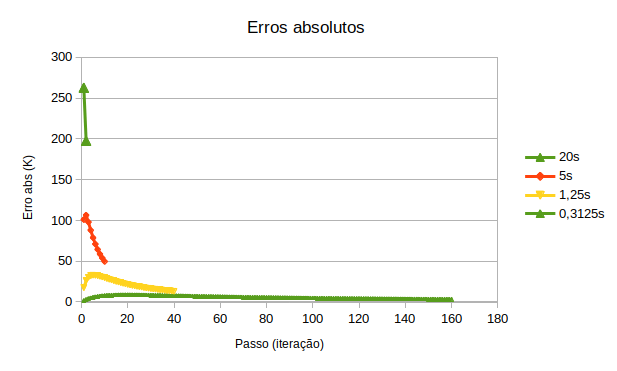 Erros absolutos
300
250
200
150
100
50
0
Erro abs (K)
0 20 40 60 80 100 120 140 160 180
Passo (iteração)
20s
5s
1,25s
0,3125s